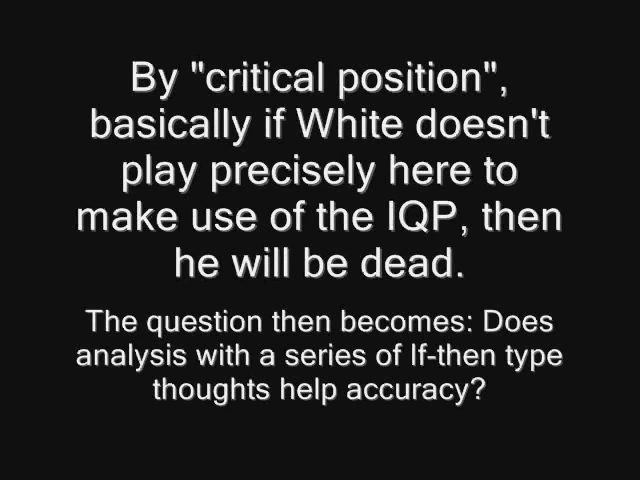 By "critical position",
basically if White doesn't
play precisely here to
make use of the IQP, then
he will be dead.
The question then becomes: Does
analysis with a series of If-then type
thoughts help accuracy?